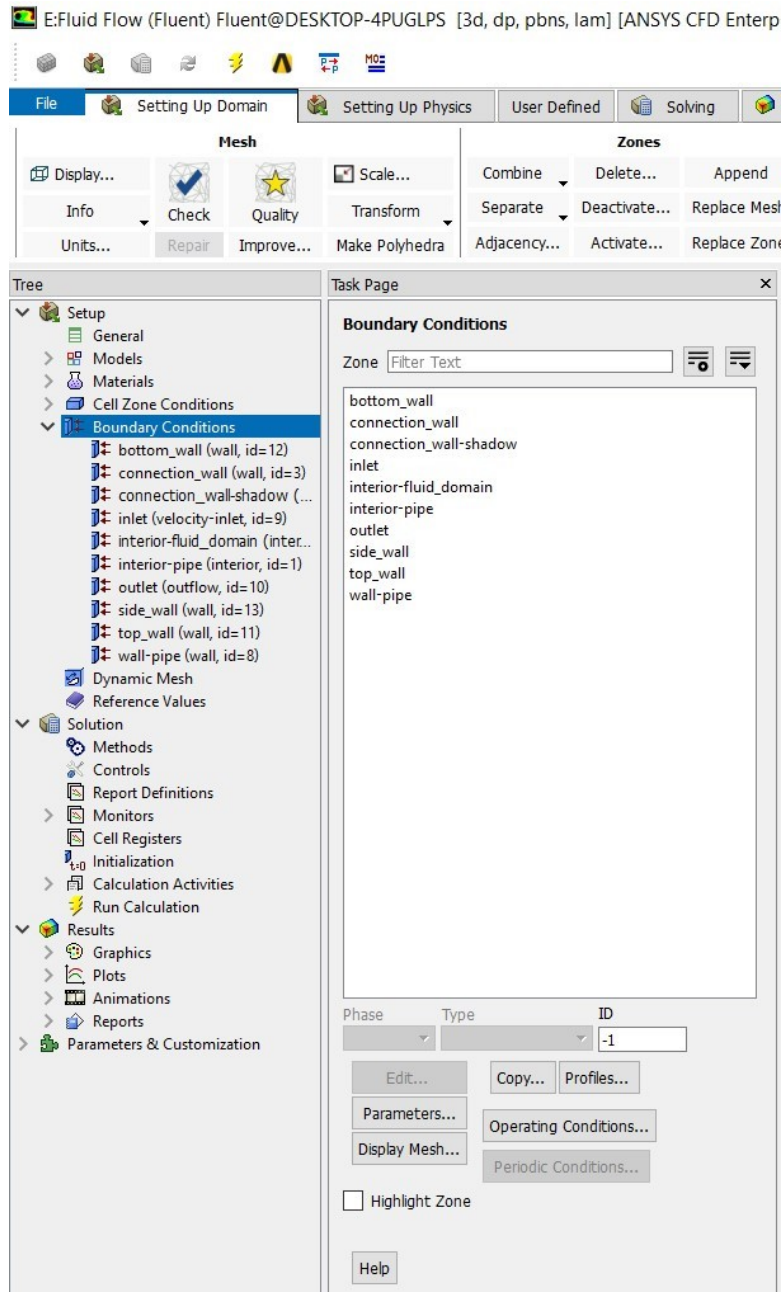 E:Fluid Flow (Fluent) Fluent@DESKTOP-4PUGLPS [3d, dp, pbns, lam] [ANSYS CFD Enterp
MO=
File
Setting Up Domain
Setting Up Physics
User Defined
Solving
Mesh
Zones
Display...
Check
Quality
Scale...
Combine
Delete...
Append
Info
Transform
Separate
Deactivate...
Replace Mesh
Units...
Repair
Improve...
Make Polyhedra
Adjacency...
Activate...
Replace Zone
Tree
Setup
General
Models
Materials
Cell Zone Conditions
Boundary Conditions
bottom_wall (wall, id=12)
connection_wall (wall, id=3)
connection_wall-shadow (...
inlet (velocity-inlet, id=9)
interior-fluid_domain (inter...
interior-pipe (interior, id=1)
outlet (outflow, id=10)
side_wall (wall, id=13)
top_wall (wall, id=11)
wall-pipe (wall, id=8)
Dynamic Mesh
Reference Values
Solution
Methods
Controls
Report Definitions
Monitors
Cell Registers
t=0 Initialization
Calculation Activities
Run Calculation
Results
Graphics
Plots
Animations
Reports
Parameters & Customization
Task Page
x
Boundary Conditions
Zone Filter Text
bottom_wall
connection_wall
connection_wall-shadow
inlet
interior-fluid_domain
interior-pipe
outlet
side_wall
top_wall
wall-pipe
Phase Type ID
-1
Edit... Copy... Profiles...
Parameters... Operating Conditions...
Display Mesh... Periodic Conditions...
Highlight Zone
Help